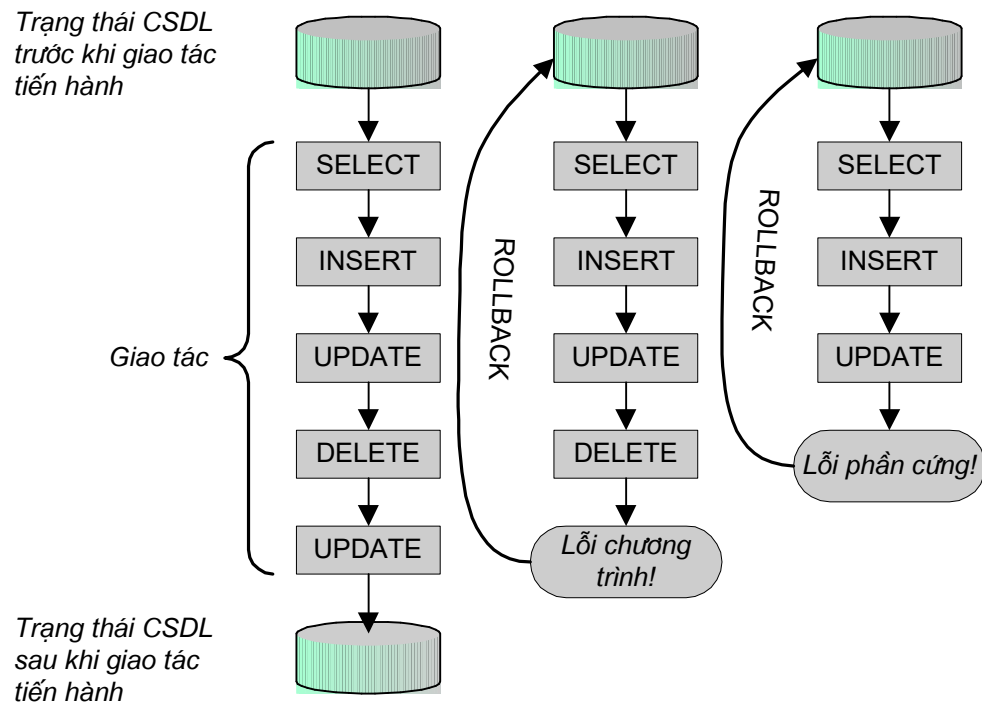 Trạng thái CSDL
trước khi giao tác
tiến hành
Giao tác
SELECT
INSERT
UPDATE
DELETE
UPDATE
Trạng thái CSDL
sau khi giao tác
tiến hành
ROLLBACK
SELECT
INSERT
UPDATE
DELETE
Lỗi chương
trình!
ROLLBACK
SELECT
INSERT
UPDATE
Lỗi phần cứng!